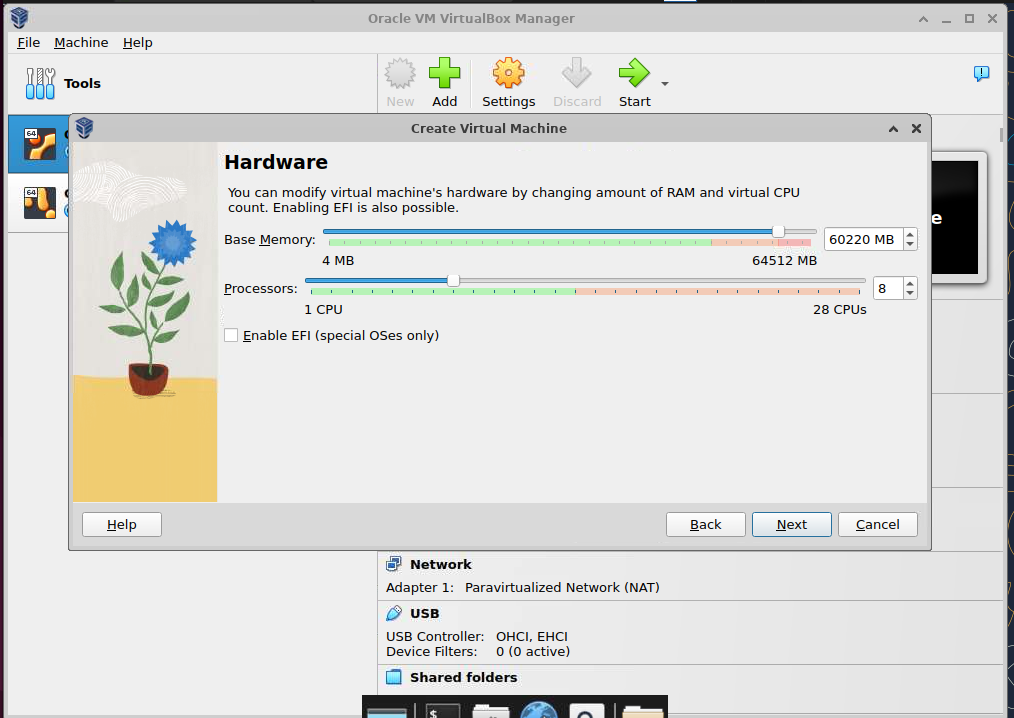 Oracle VM VirtualBox Manager
File Machine Help
Tools
New Add Settings Discard Start
Create Virtual Machine
64
64
Hardware
You can modify virtual machine's hardware by changing amount of RAM and virtual CPU
count. Enabling EFI is also possible.
Base Memory: 60220 MB
4 MB 64512 MB
Processors: 8
1 CPU 28 CPUs
Enable EFI (special OSes only)
Help Back Next Cancel
Network
Adapter 1: Paravirtualized Network (NAT)
USB
USB Controller: OHCI, EHCI
Device Filters: 0 (0 active)
Shared folders